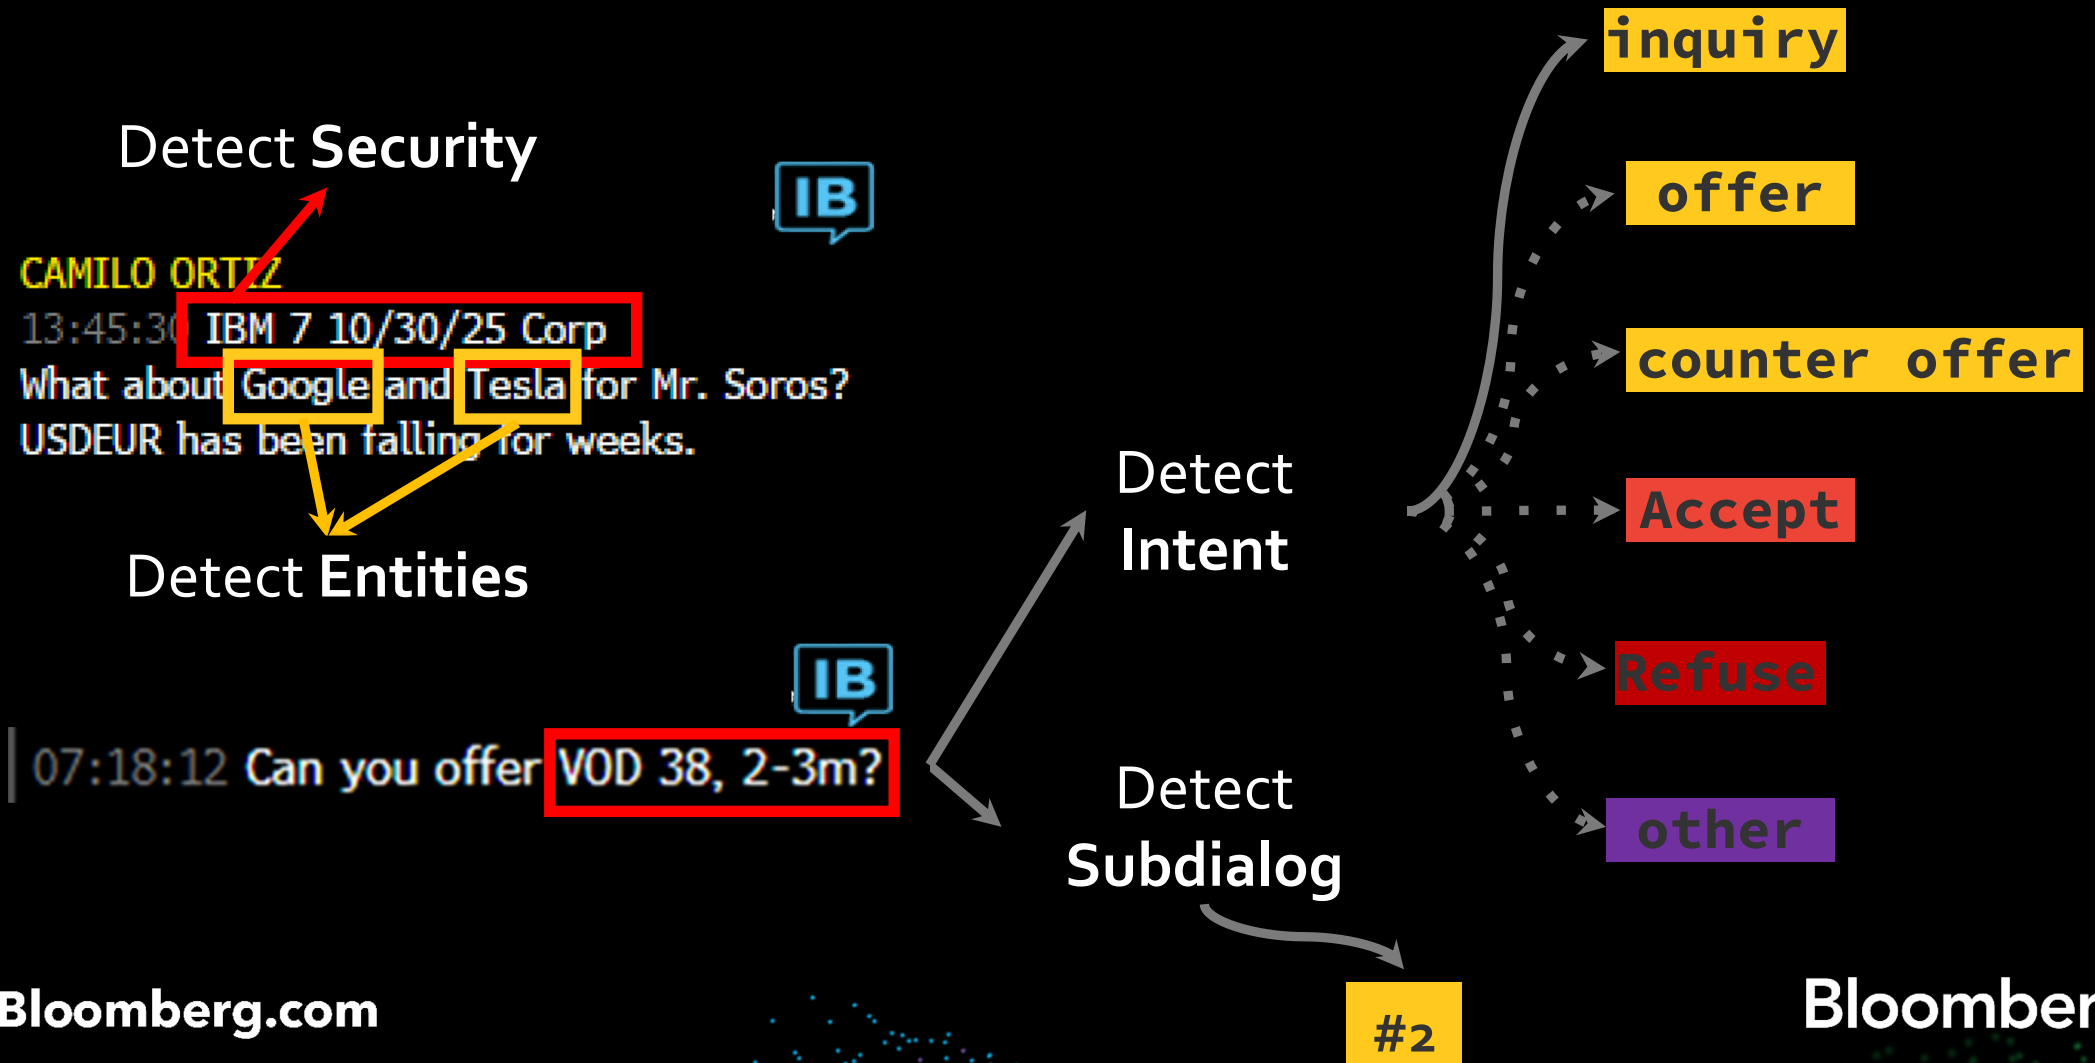 Detect Security
IB
CAMILO ORTIZ
13:45:30 IBM 7 10/30/25 Corp
What about Google and Tesla for Mr. Soros?
USDEUR has been falling for weeks.
Detect Entities
IB
07:18:12 Can you offer VOD 38, 2-3m?
Detect
Intent
Detect
Subdialog
#2
inquiry
offer
counter offer
Accept
Refuse
other
Bloomberg.com
Bloomber